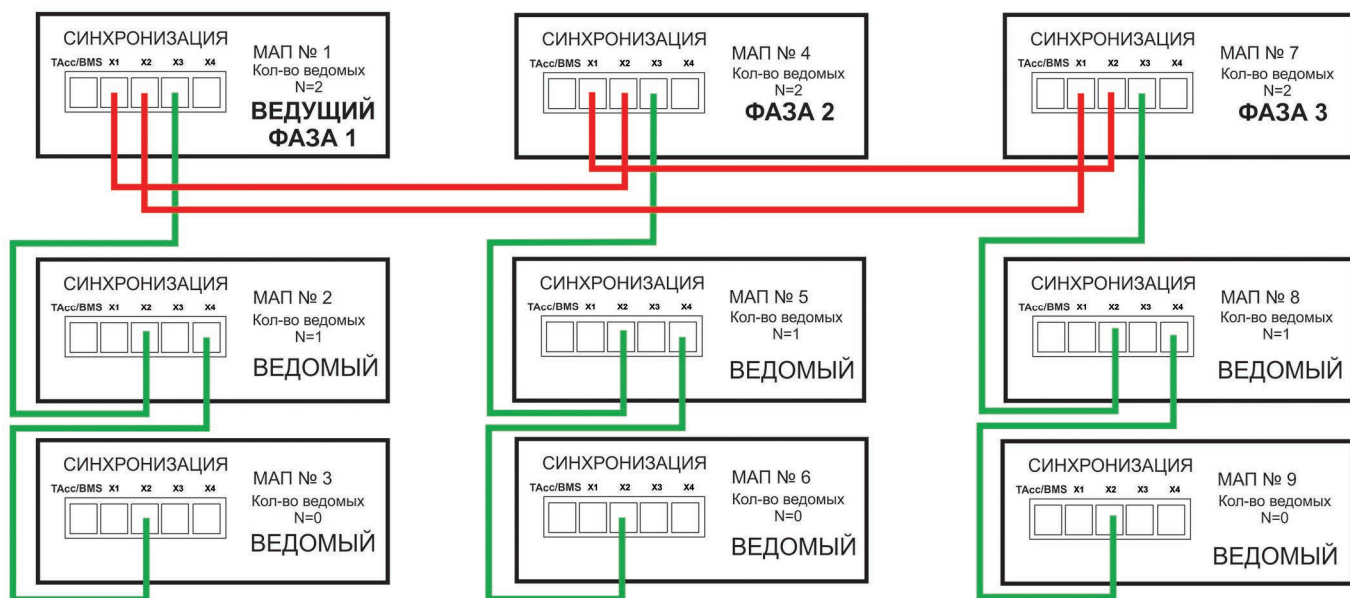 СИНХРОНИЗАЦИЯ
TAcc/BMS X1 X2 X3 X4
МАП № 1
Кол-во ведомых
N=2
ВЕДУЩИЙ
ФАЗА 1
СИНХРОНИЗАЦИЯ
TAcc/BMS X1 X2 X3 X4
МАП № 4
Кол-во ведомых
N=2
ФАЗА 2
СИНХРОНИЗАЦИЯ
TAcc/BMS X1 X2 X3 X4
МАП № 7
Кол-во ведомых
N=2
ФАЗА 3
СИНХРОНИЗАЦИЯ
TAcc/BMS X1 X2 X3 X4
МАП № 2
Кол-во ведомых
N=1
ВЕДОМЫЙ
СИНХРОНИЗАЦИЯ
TAcc/BMS X1 X2 X3 X4
МАП № 5
Кол-во ведомых
N=1
ВЕДОМЫЙ
СИНХРОНИЗАЦИЯ
TAcc/BMS X1 X2 X3 X4
МАП № 8
Кол-во ведомых
N=1
ВЕДОМЫЙ
СИНХРОНИЗАЦИЯ
TAcc/BMS X1 X2 X3 X4
МАП № 3
Кол-во ведомых
N=0
ВЕДОМЫЙ
СИНХРОНИЗАЦИЯ
TAcc/BMS X1 X2 X3 X4
МАП № 6
Кол-во ведомых
N=0
ВЕДОМЫЙ
СИНХРОНИЗАЦИЯ
TAcc/BMS X1 X2 X3 X4
МАП № 9
Кол-во ведомых
N=0
ВЕДОМЫЙ